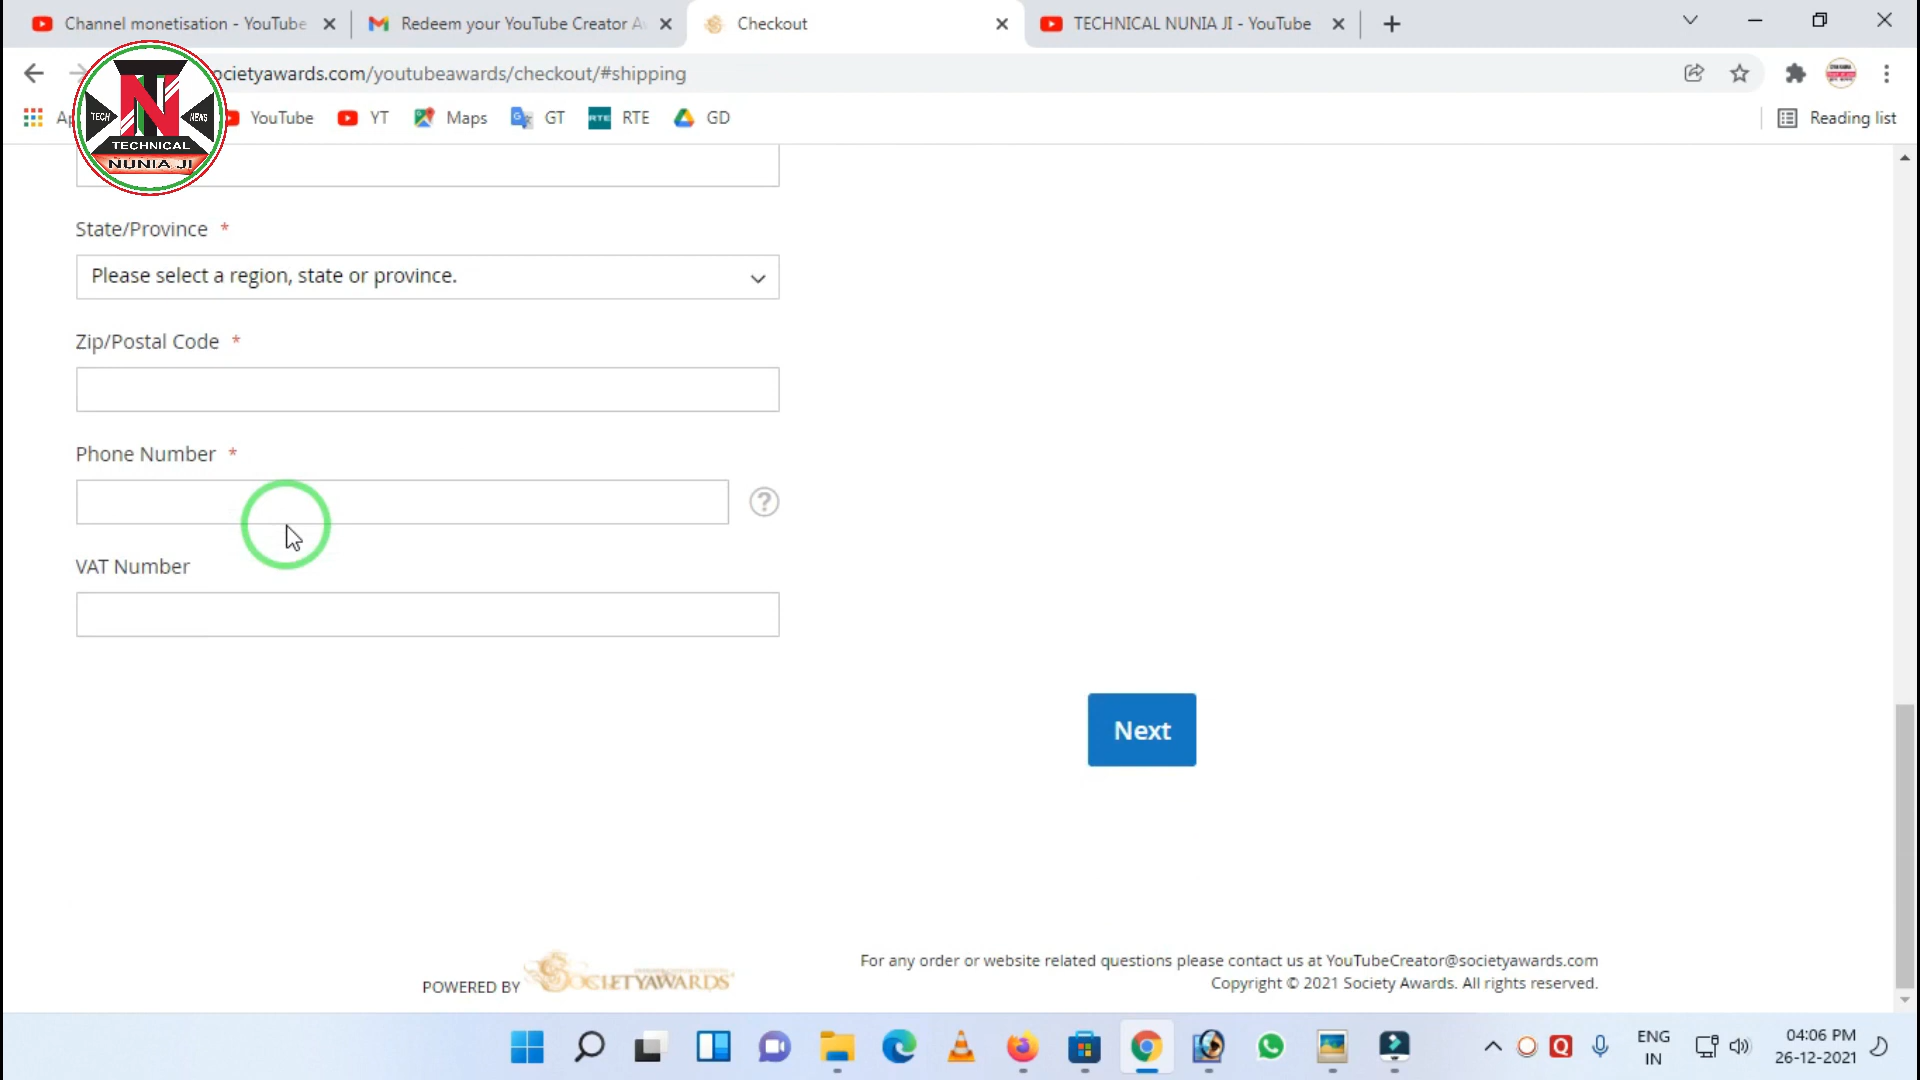 Channel monetisation - YouTube
Redeem your YouTube Creator A
Checkout
TECHNICAL NUNIA JI - YouTube
ocietyawards.com/youtubeawards/checkout/#shipping
YouTube
YT
Maps
GT
RTE
RTE
GD
Reading list
TN
TECH
NEWS
TECHNICAL
NUNIA JI
State/Province *
Please select a region, state or province.
Zip/Postal Code *
Phone Number *
?
VAT Number
Next
POWERED BY SOCIETYAWARDS
For any order or website related questions please contact us at YouTubeCreator@societyawards.com
Copyright © 2021 Society Awards. All rights reserved.
Q
ENG
IN
04:06 PM
26-12-2021